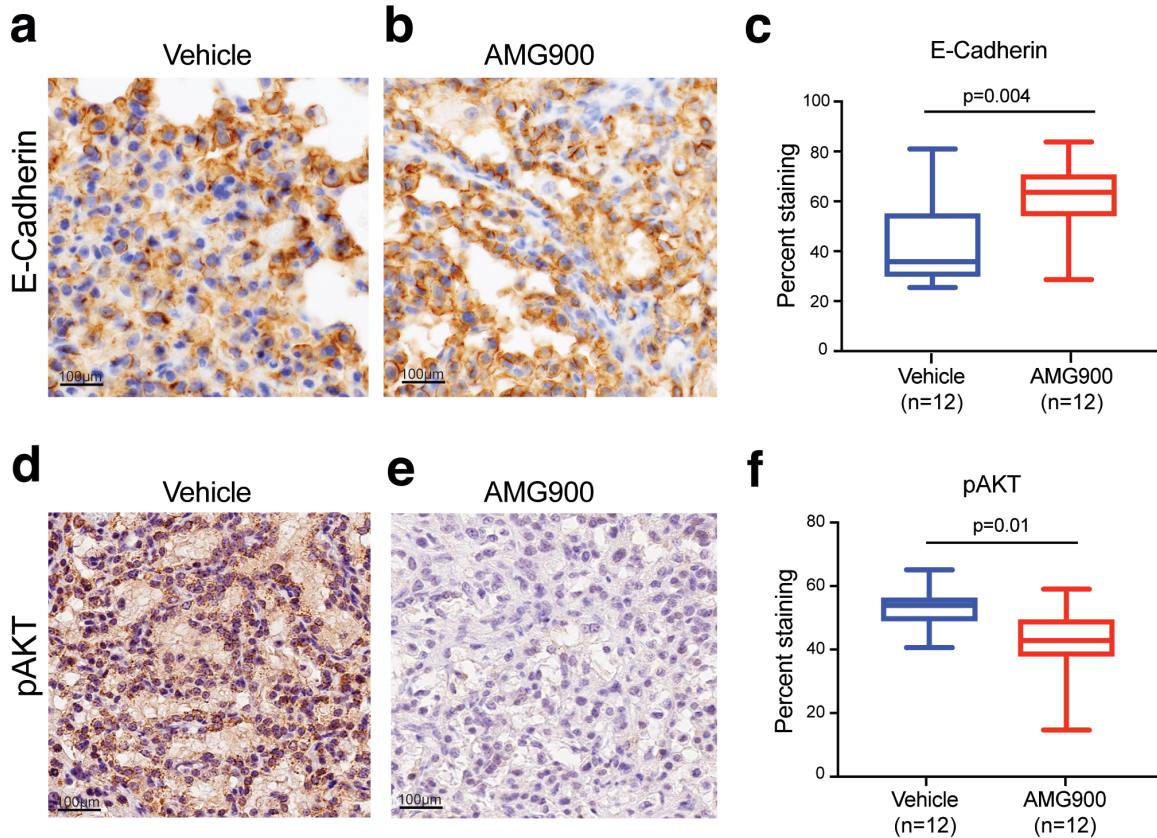 a
Vehicle
b
AMG900
E-Cadherin
100µm
100µm
c
E-Cadherin
p=0.004
Percent staining
100
80
60
40
20
0
Vehicle
(n=12)
AMG900
(n=12)
d
Vehicle
e
AMG900
pAKT
100µm
100µm
f
pAKT
p=0.01
Percent staining
80
60
40
20
0
Vehicle
(n=12)
AMG900
(n=12)